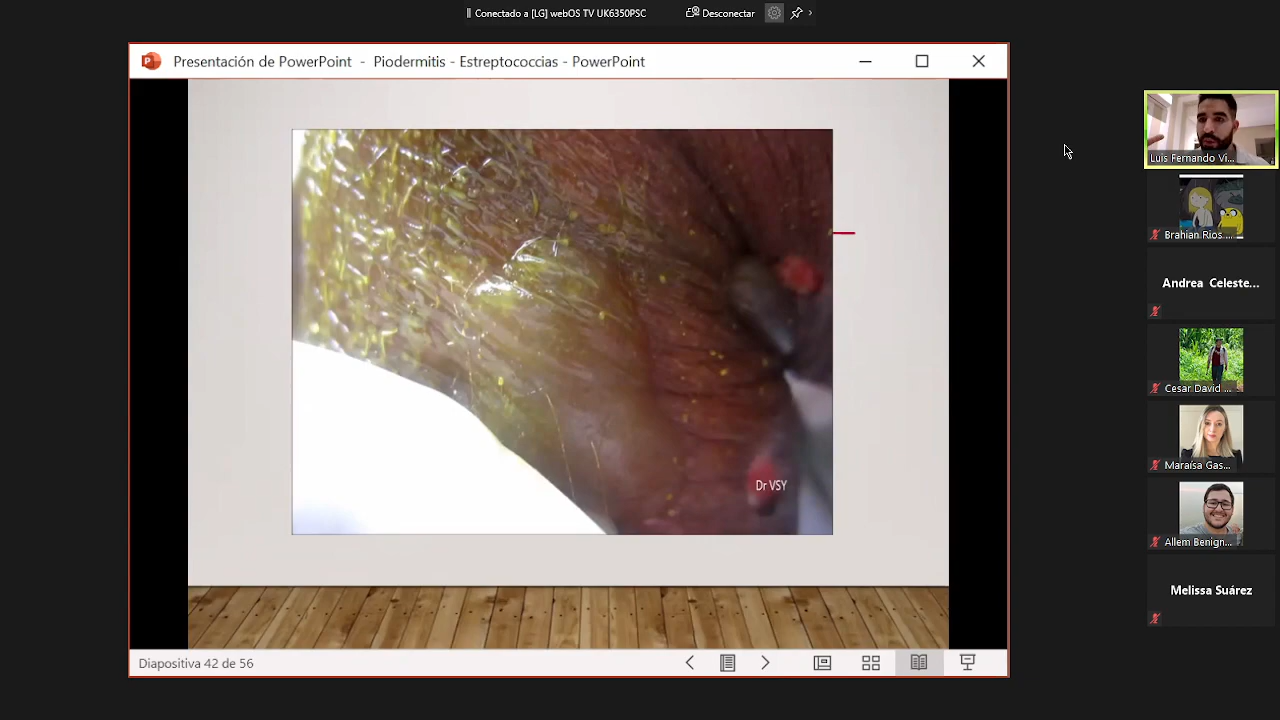 Conectado a [LG] webOS TV UK6350PSC
Desconectar
Presentación de PowerPoint - Piodermitis - Estreptococcias - PowerPoint
Dr VSY
Diapositiva 42 de 56
Luis Fernando Vi...
Brahian Rios ...
Andrea Celeste...
Cesar David ...
Maraísa Gas...
Allem Benign...
Melissa Suárez